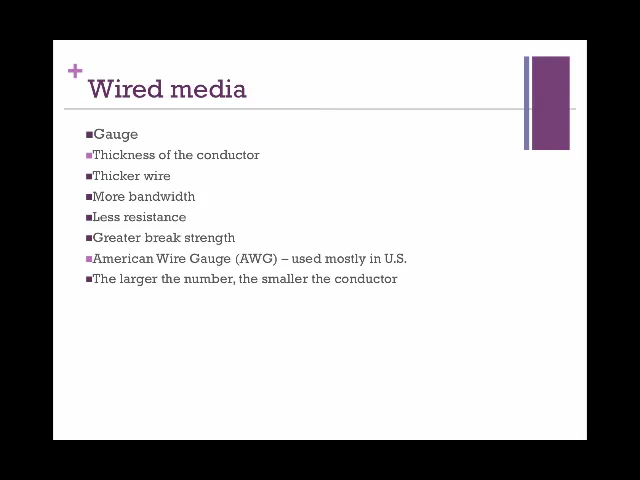 +
Wired media
Gauge
Thickness of the conductor
Thicker wire
More bandwidth
Less resistance
Greater break strength
American Wire Gauge (AWG) – used mostly in U.S.
The larger the number, the smaller the conductor